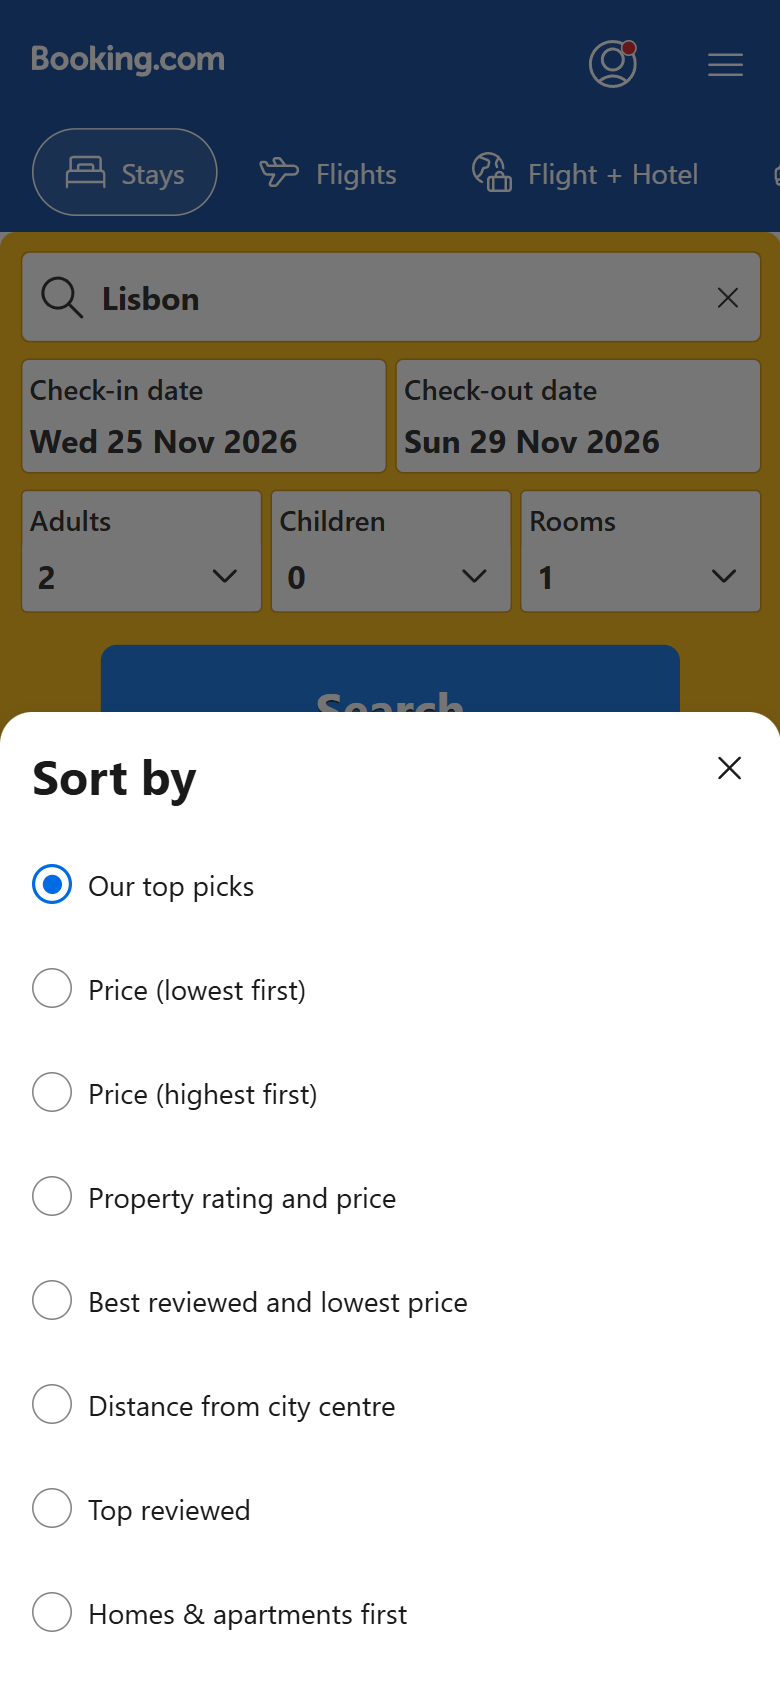 Booking.com
Stays
Flights
Flight + Hotel
Lisbon
Check-in date
Check-out date
Wed 25 Nov 2026
Sun 29 Nov 2026
Adults
Children
Rooms
2
0
1
Search
Sort by
Our top picks
Price (lowest first)
Price (highest first)
Property rating and price
Best reviewed and lowest price
Distance from city centre
Top reviewed
Homes & apartments first